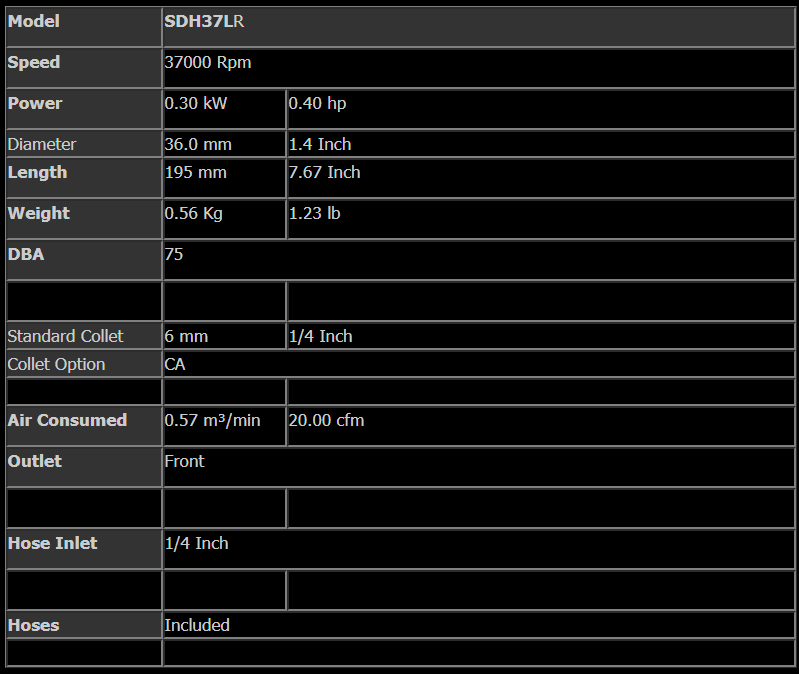 Model SDH37LR
Speed 37000 Rpm
Power 0.30 kW 0.40 hp
Diameter 36.0 mm 1.4 Inch
Length 195 mm 7.67 Inch
Weight 0.56 Kg 1.23 lb
DBA 75
Standard Collet 6 mm 1/4 Inch
Collet Option CA
Air Consumed 0.57 m³/min 20.00 cfm
Outlet Front
Hose Inlet 1/4 Inch
Hoses Included